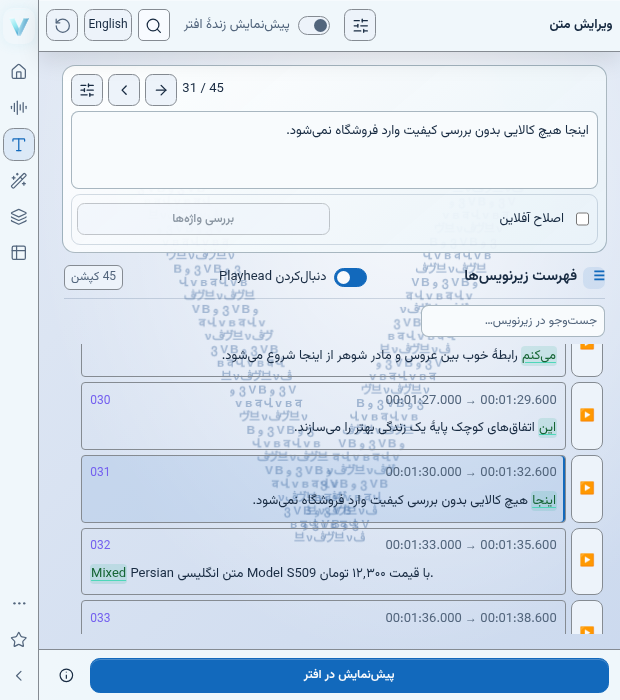 ویرایش متن
پیش‌نمایش زندهٔ افتر
English
31 / 45
اینجا هیچ کالایی بدون بررسی کیفیت وارد فروشگاه نمی‌شود.
اصلاح آفلاین
بررسی واژه‌ها
فهرست زیرنویس‌ها
دنبال‌کردن Playhead
45 کپشن
جست‌وجو در زیرنویس...
می‌کنم رابطهٔ خوب بین عروس و مادر شوهر از اینجا شروع می‌شود.
030 00:01:27.000 → 00:01:29.600
این اتفاق‌های کوچک پایهٔ یک زندگی بهتر را می‌سازند.
031 00:01:30.000 → 00:01:32.600
اینجا هیچ کالایی بدون بررسی کیفیت وارد فروشگاه نمی‌شود.
032 00:01:33.000 → 00:01:35.600
Mixed Persian متن انگلیسی Model S509 با قیمت ۱۲,۳۰۰ تومان.
033 00:01:36.000 → 00:01:38.600
پیش‌نمایش در افتر